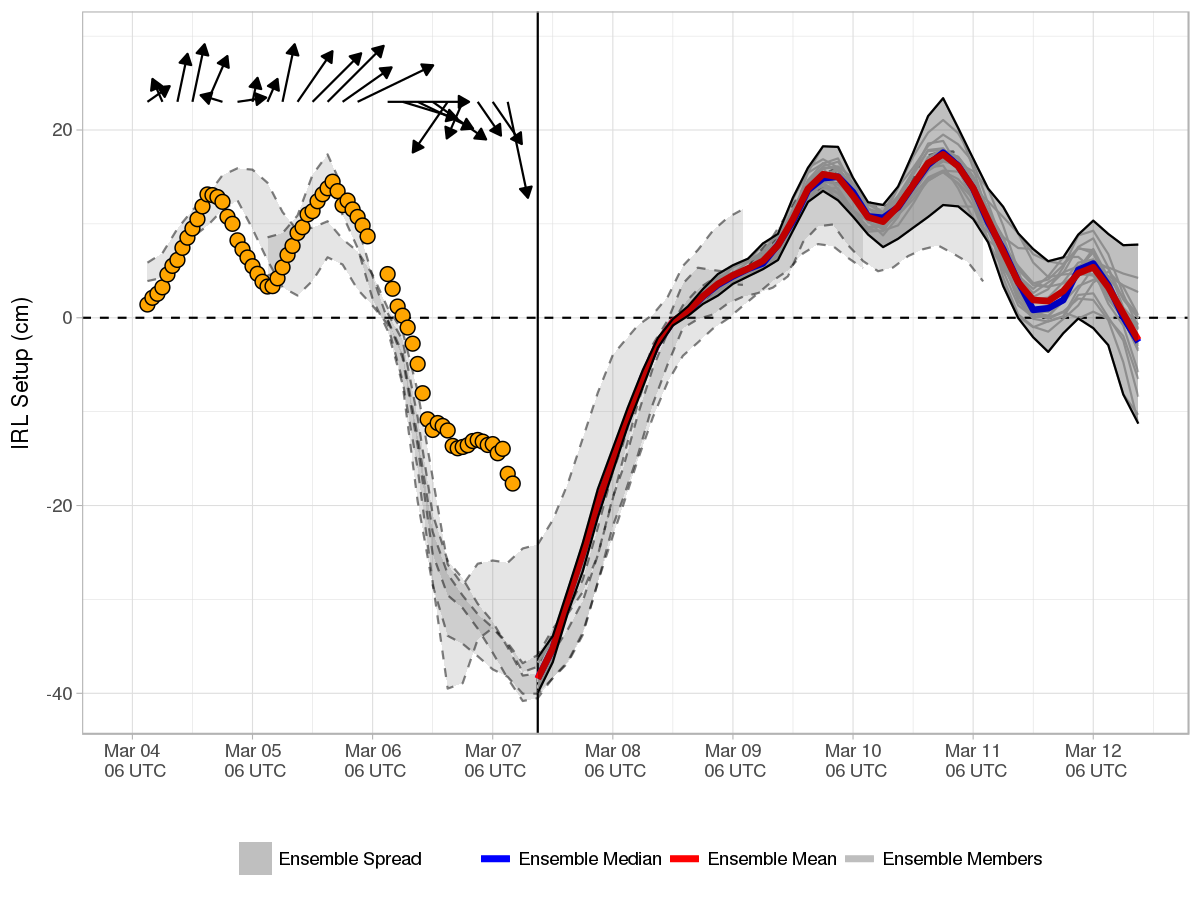 IRL Setup (cm)
20
0
-20
-40
Mar 04 Mar 05 Mar 06 Mar 07 Mar 08 Mar 09 Mar 10 Mar 11 Mar 12
06 UTC 06 UTC 06 UTC 06 UTC 06 UTC 06 UTC 06 UTC 06 UTC 06 UTC
Ensemble Spread Ensemble Median Ensemble Mean Ensemble Members